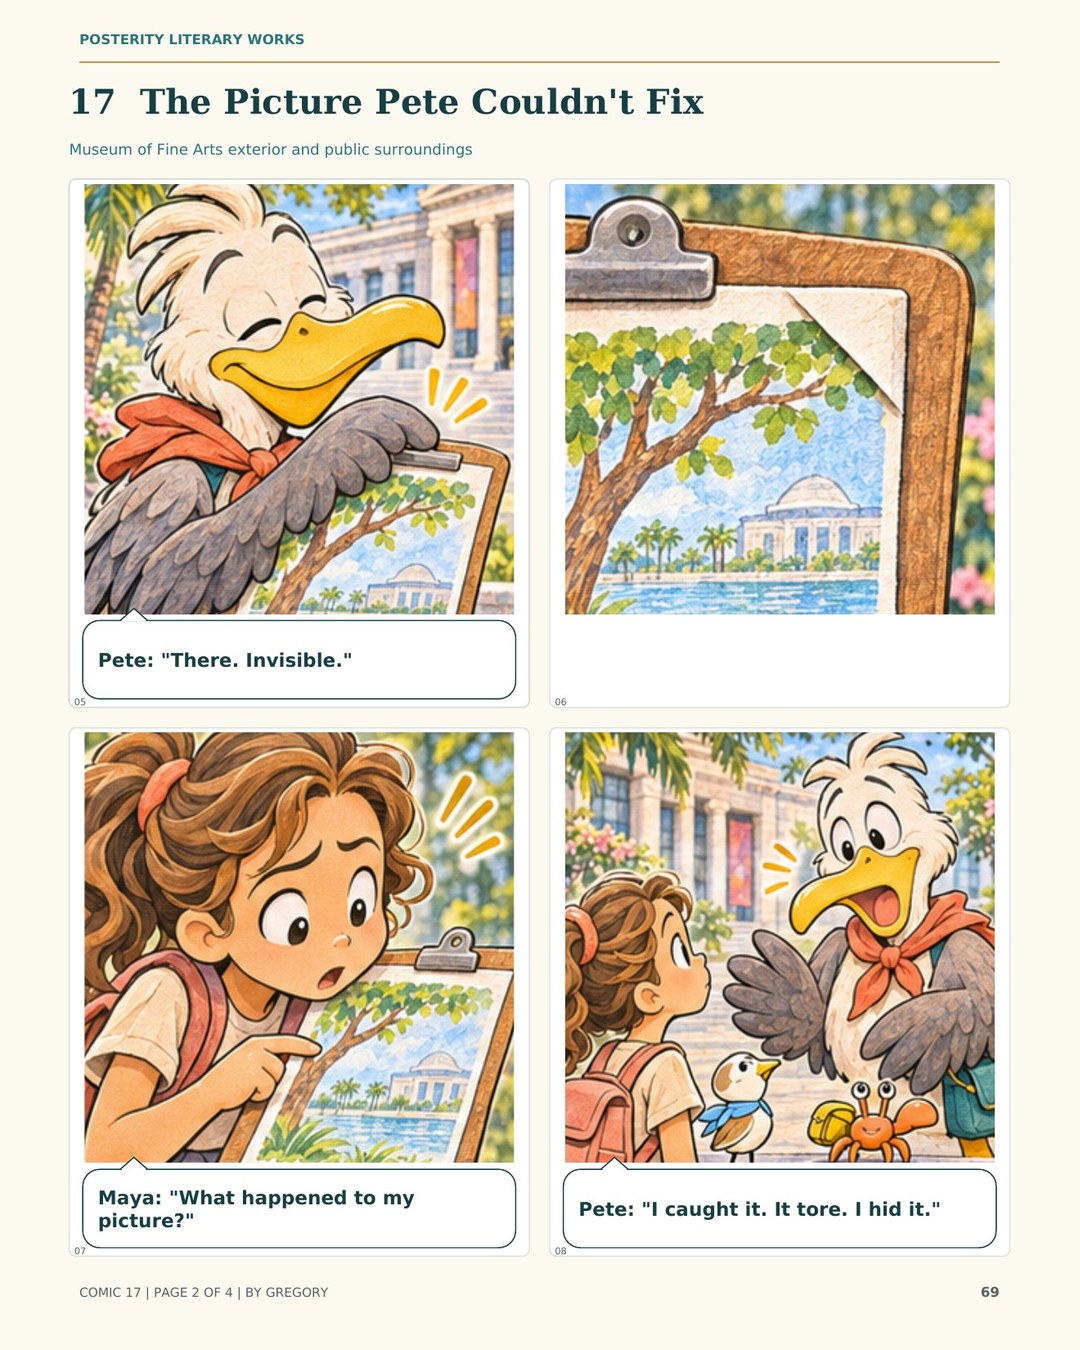 POSTERITY LITERARY WORKS
17 The Picture Pete Couldn't Fix
Museum of Fine Arts exterior and public surroundings
Pete: "There. Invisible."
05
06
Maya: "What happened to my
picture?"
07
Pete: "I caught it. It tore. I hid it."
08
COMIC 17 | PAGE 2 OF 4 | BY GREGORY
69